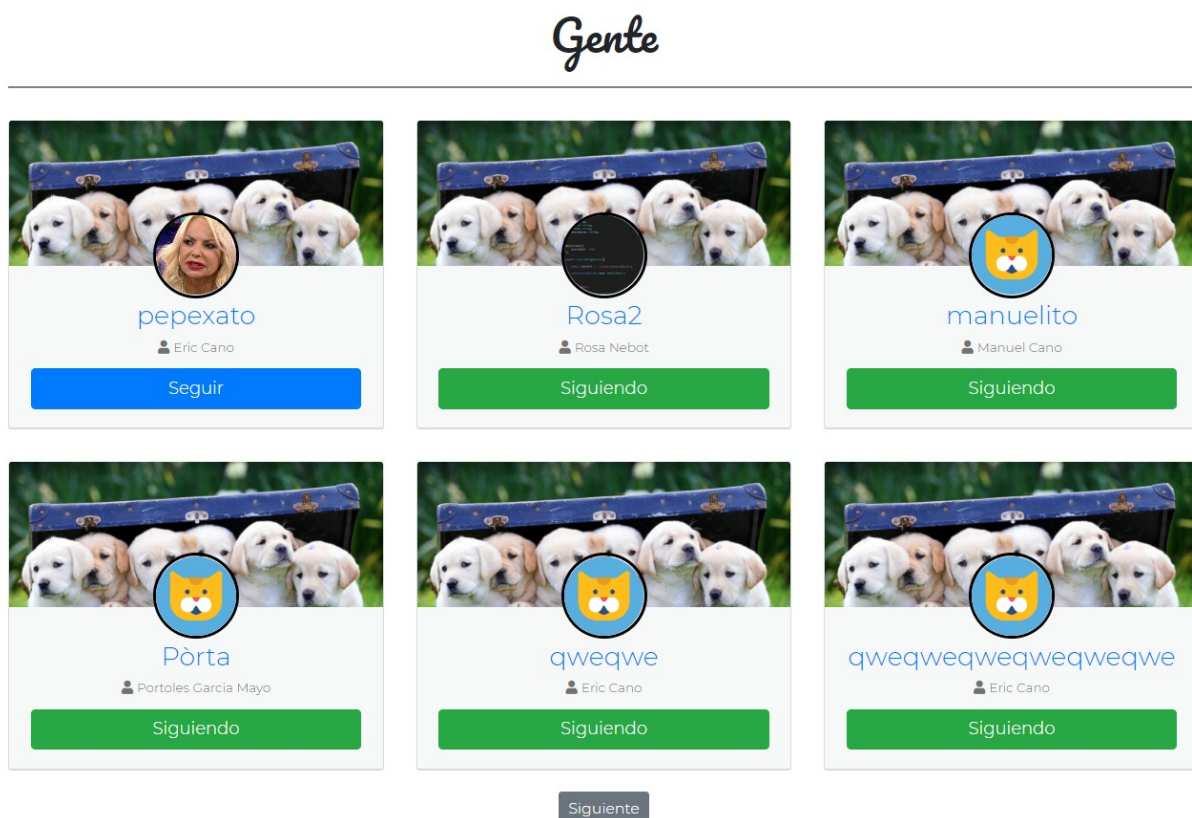 Gente
pepexato
Eric Cano
Seguir
Rosa2
Rosa Nebot
Siguiendo
manuelito
Manuel Cano
Siguiendo
Pòrta
Portoles Garcia Mayo
Siguiendo
qweqwe
Eric Cano
Siguiendo
qweqweqweqweqweqwe
Eric Cano
Siguiendo
Siguiente